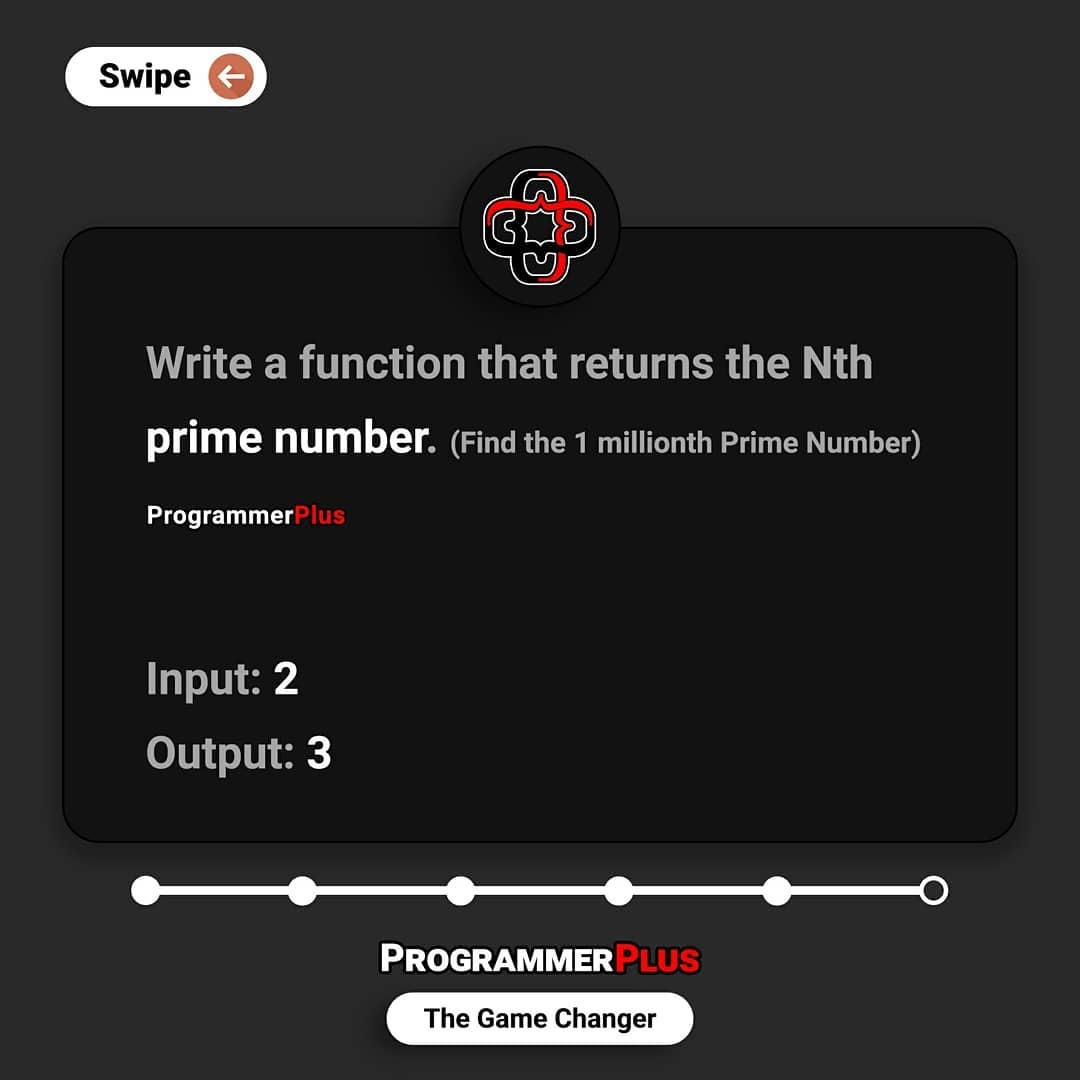 Swipe
Write a function that returns the Nth
prime number. (Find the 1 millionth Prime Number)
ProgrammerPlus
Input: 2
Output: 3
PROGRAMMERPLUS
The Game Changer